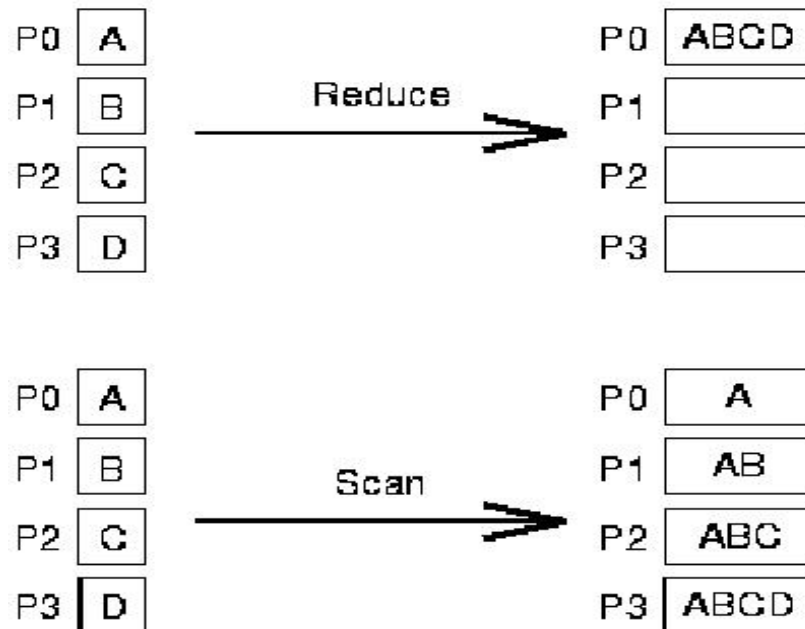 P0 A P0 ABCD
P1 B Reduce P1
P2 C P2
P3 D P3
P0 A P0 A
P1 B P1 AB
Scan
P2 C P2 ABC
P3 D P3 ABCD